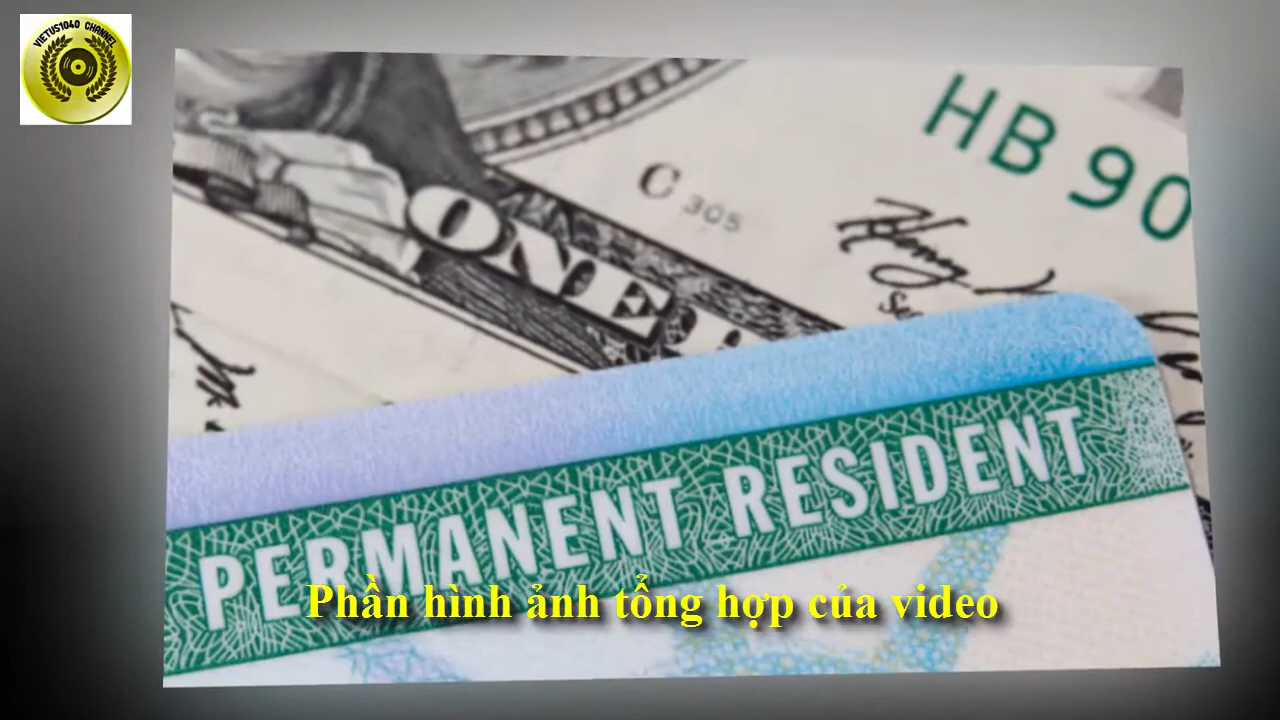 VIETUS1040 CHANNEL
HB 90
C 305
ONE
PERMANENT RESIDENT
Phần hình ảnh tổng hợp của video